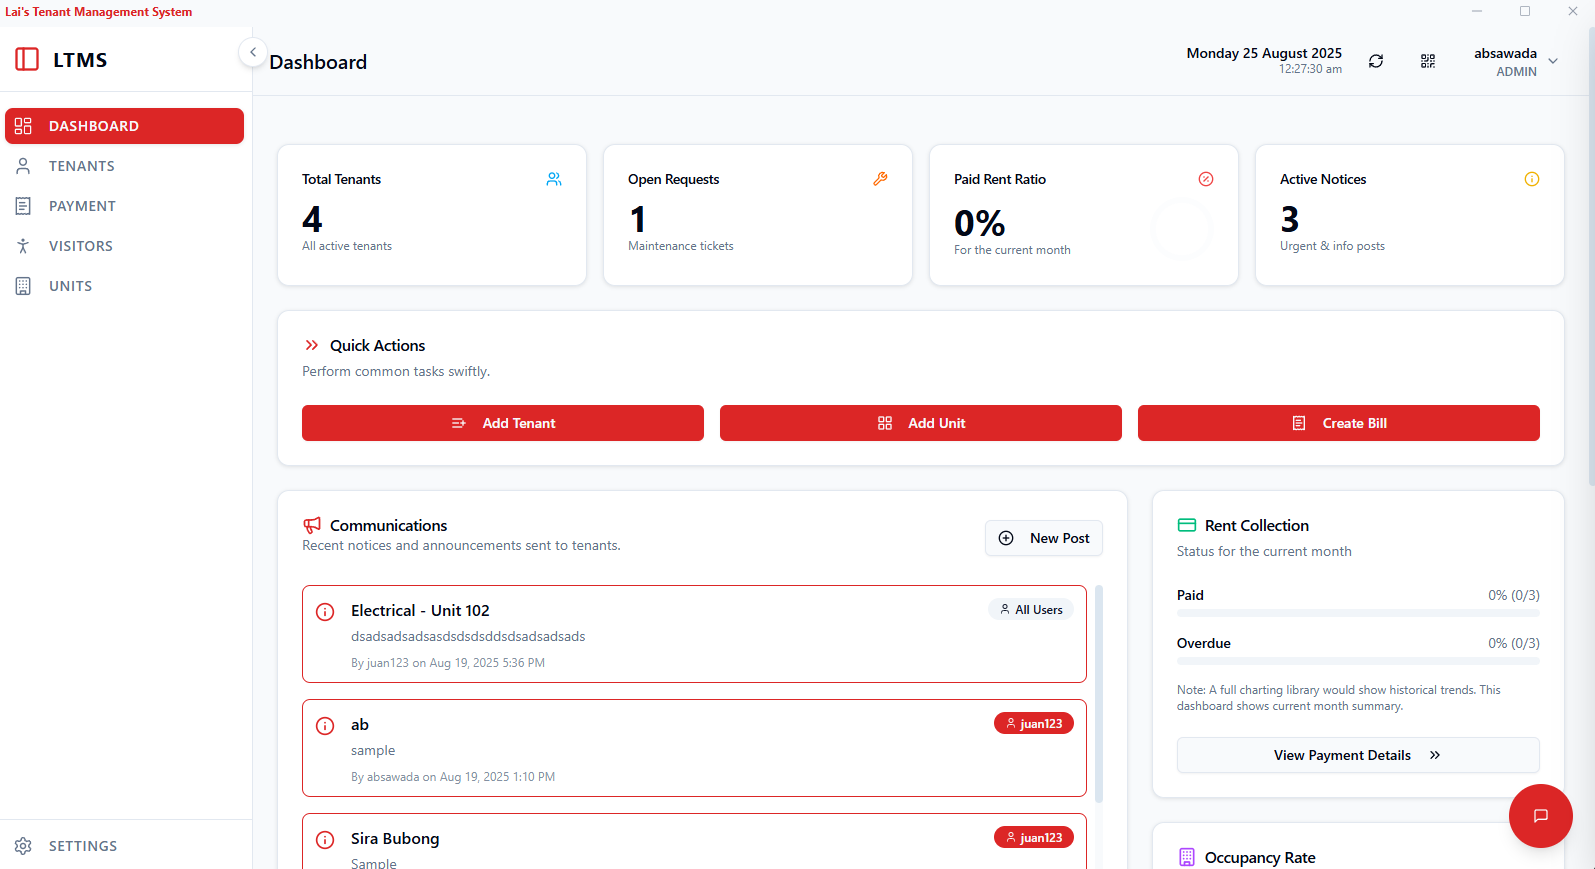 Lai's Tenant Management System
LTMS
Dashboard
Monday 25 August 2025
12:27:30 am
absawada
ADMIN
DASHBOARD
TENANTS
PAYMENT
VISITORS
UNITS
SETTINGS
Total Tenants
4
All active tenants
Open Requests
1
Maintenance tickets
Paid Rent Ratio
0%
For the current month
Active Notices
3
Urgent & info posts
Quick Actions
Perform common tasks swiftly.
Add Tenant
Add Unit
Create Bill
Communications
Recent notices and announcements sent to tenants.
New Post
Electrical - Unit 102
All Users
dsadsadsadsasdsdsdsddsdsadsadsads
By juan123 on Aug 19, 2025 5:36 PM
ab
juan123
sample
By absawada on Aug 19, 2025 1:10 PM
Sira Bubong
juan123
Sample
Rent Collection
Status for the current month
Paid 0% (0/3)
Overdue 0% (0/3)
Note: A full charting library would show historical trends. This
dashboard shows current month summary.
View Payment Details
Occupancy Rate